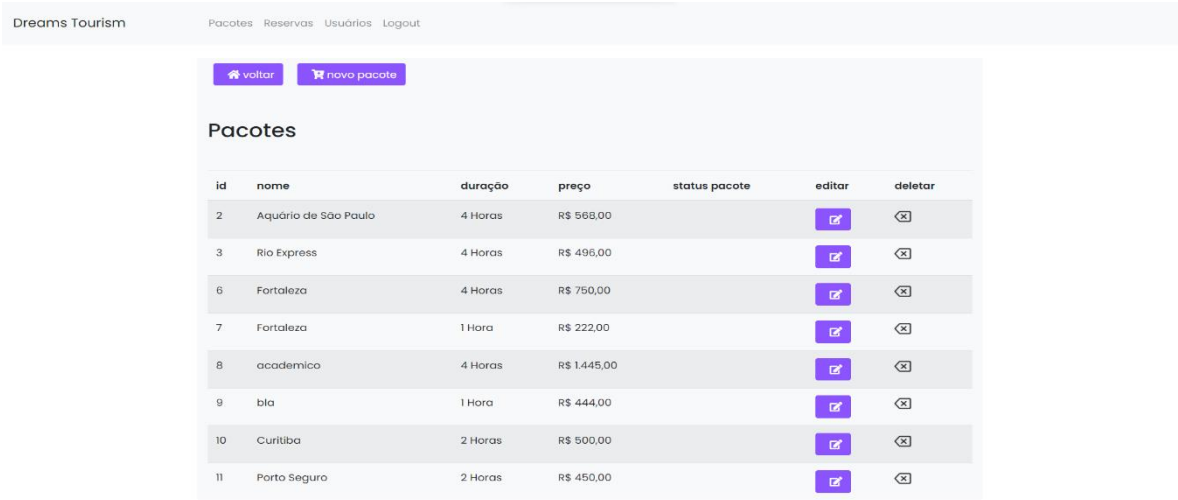 Dreams Tourism Pacotes Reservas Usuários Logout
voltar novo pacote
Pacotes
id nome duração preço status pacote editar deletar
2 Aquário de São Paulo 4 Horas R$ 568,00
3 Rio Express 4 Horas R$ 496,00
6 Fortaleza 4 Horas R$ 750,00
7 Fortaleza 1 Hora R$ 222,00
8 academico 4 Horas R$ 1.445,00
9 bla 1 Hora R$ 444,00
10 Curitiba 2 Horas R$ 500,00
11 Porto Seguro 2 Horas R$ 450,00